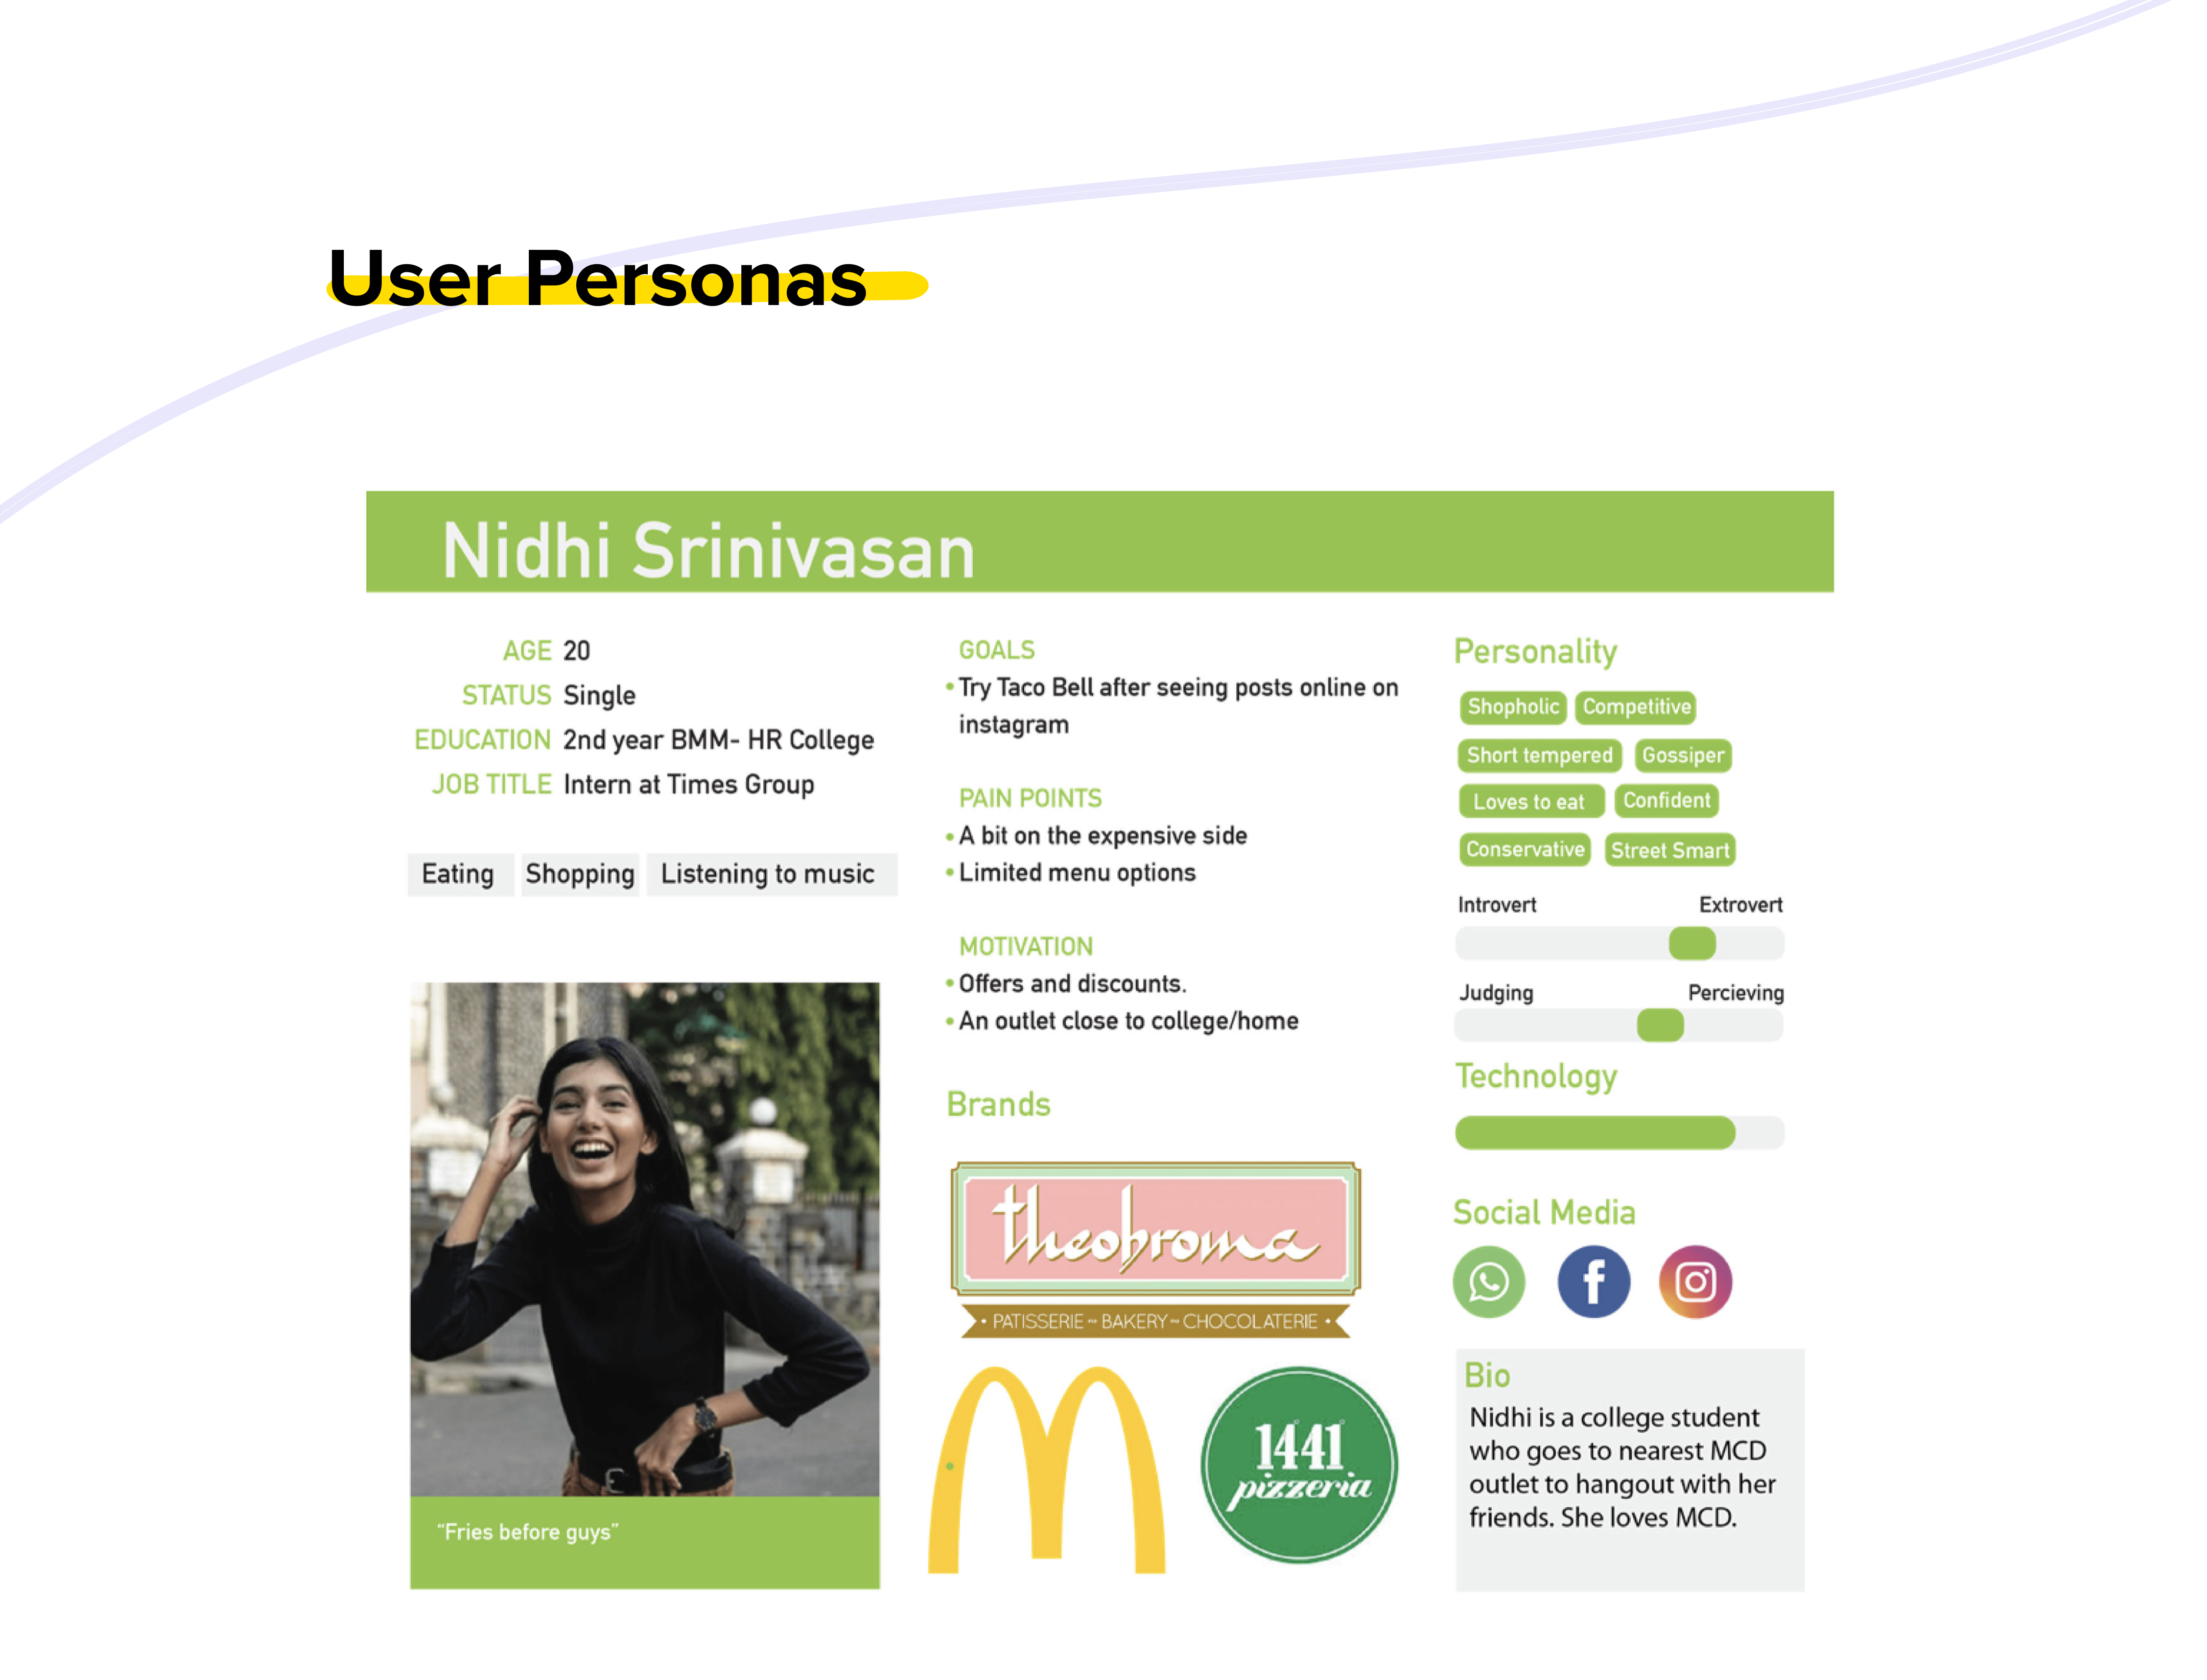 User Personas
Nidhi Srinivasan
AGE 20
STATUS Single
EDUCATION 2nd year BMM- HR College
JOB TITLE Intern at Times Group
Eating Shopping Listening to music
"Fries before guys"
GOALS
• Try Taco Bell after seeing posts online on
instagram
PAIN POINTS
• A bit on the expensive side
• Limited menu options
MOTIVATION
• Offers and discounts.
• An outlet close to college/home
Brands
theobroma
• PATISSERIE ~ BAKERY ~ CHOCOLATERIE •
1441
pizzeria
Personality
Shopholic Competitive
Short tempered Gossiper
Loves to eat Confident
Conservative Street Smart
Introvert Extrovert
Judging Percieving
Technology
Social Media
Bio
Nidhi is a college student
who goes to nearest MCD
outlet to hangout with her
friends. She loves MCD.